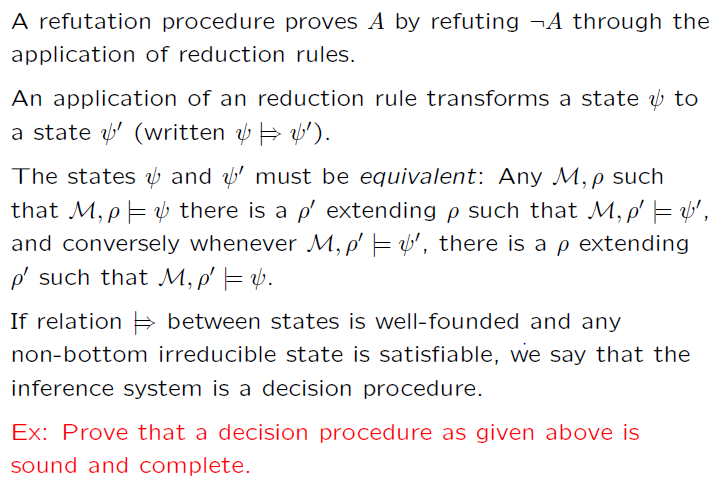 A refutation procedure proves A by refuting ¬A through the
application of reduction rules.
An application of an reduction rule transforms a state ψ to
a state ψ′ (written ψ ⊨⇒ ψ′).
The states ψ and ψ′ must be equivalent: Any ℳ, ρ such
that ℳ, ρ ⊨ ψ there is a ρ′ extending ρ such that ℳ, ρ′ ⊨ ψ′,
and conversely whenever ℳ, ρ′ ⊨ ψ′, there is a ρ extending
ρ′ such that ℳ, ρ′ ⊨ ψ.
If relation ⊨⇒ between states is well-founded and any
non-bottom irreducible state is satisfiable, we say that the
inference system is a decision procedure.
Ex: Prove that a decision procedure as given above is
sound and complete.